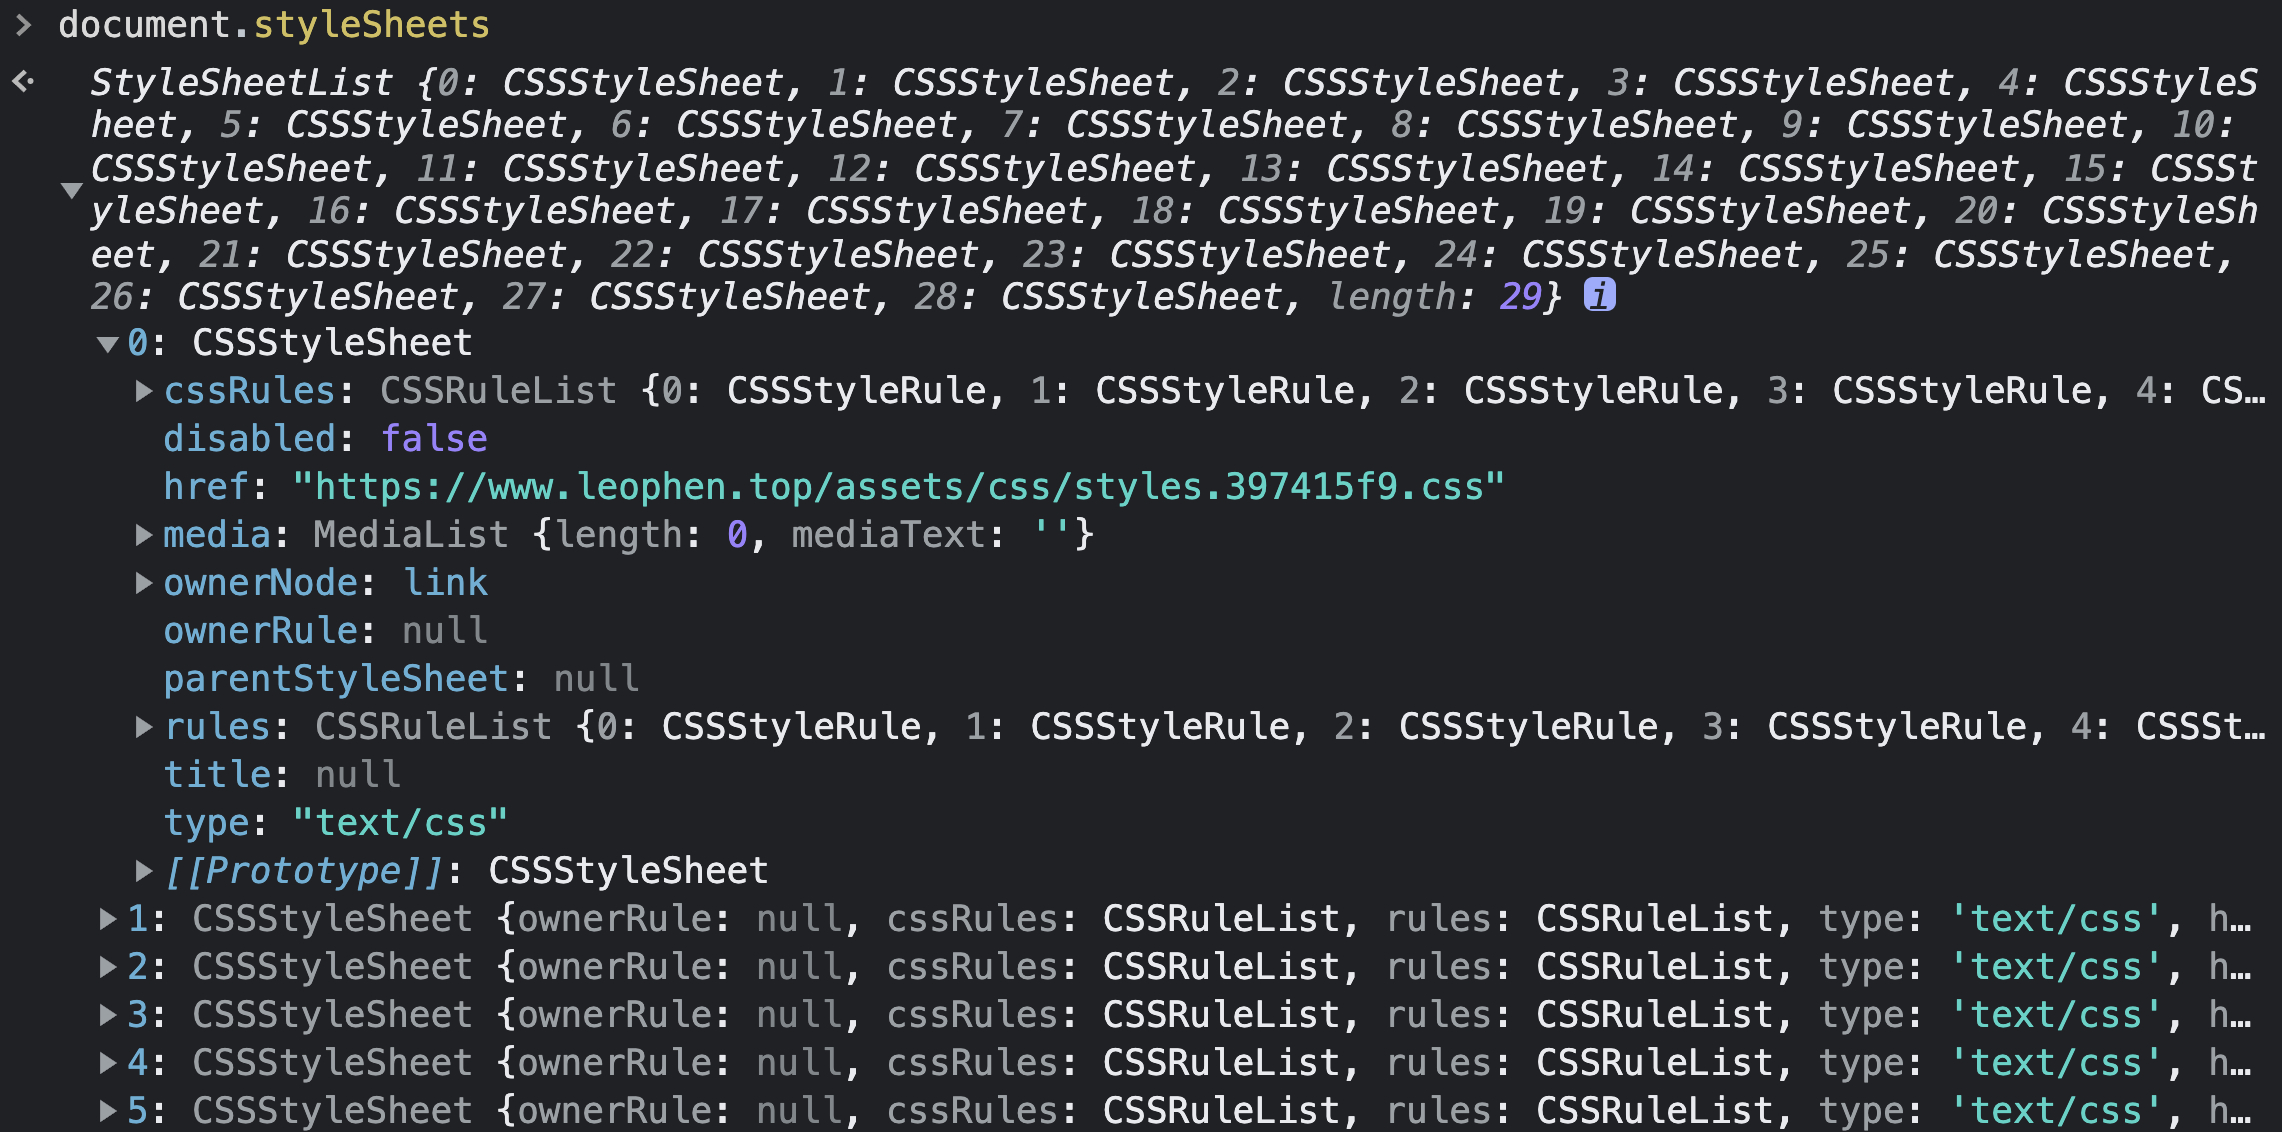 document.styleSheets
StyleSheetList {0: CSSStyleSheet, 1: CSSStyleSheet, 2: CSSStyleSheet, 3: CSSStyleSheet, 4: CSSStyleS
heet, 5: CSSStyleSheet, 6: CSSStyleSheet, 7: CSSStyleSheet, 8: CSSStyleSheet, 9: CSSStyleSheet, 10:
CSSStyleSheet, 11: CSSStyleSheet, 12: CSSStyleSheet, 13: CSSStyleSheet, 14: CSSStyleSheet, 15: CSSSt
yleSheet, 16: CSSStyleSheet, 17: CSSStyleSheet, 18: CSSStyleSheet, 19: CSSStyleSheet, 20: CSSStyleSh
eet, 21: CSSStyleSheet, 22: CSSStyleSheet, 23: CSSStyleSheet, 24: CSSStyleSheet, 25: CSSStyleSheet,
26: CSSStyleSheet, 27: CSSStyleSheet, 28: CSSStyleSheet, length: 29} i
0: CSSStyleSheet
cssRules: CSSRuleList {0: CSSStyleRule, 1: CSSStyleRule, 2: CSSStyleRule, 3: CSSStyleRule, 4: CS…
disabled: false
href: "https://www.leophen.top/assets/css/styles.397415f9.css"
media: MediaList {length: 0, mediaText: ''}
ownerNode: link
ownerRule: null
parentStyleSheet: null
rules: CSSRuleList {0: CSSStyleRule, 1: CSSStyleRule, 2: CSSStyleRule, 3: CSSStyleRule, 4: CSSSt…
title: null
type: "text/css"
[[Prototype]]: CSSStyleSheet
1: CSSStyleSheet {ownerRule: null, cssRules: CSSRuleList, rules: CSSRuleList, type: 'text/css', h…
2: CSSStyleSheet {ownerRule: null, cssRules: CSSRuleList, rules: CSSRuleList, type: 'text/css', h…
3: CSSStyleSheet {ownerRule: null, cssRules: CSSRuleList, rules: CSSRuleList, type: 'text/css', h…
4: CSSStyleSheet {ownerRule: null, cssRules: CSSRuleList, rules: CSSRuleList, type: 'text/css', h…
5: CSSStyleSheet {ownerRule: null, cssRules: CSSRuleList, rules: CSSRuleList, type: 'text/css', h…